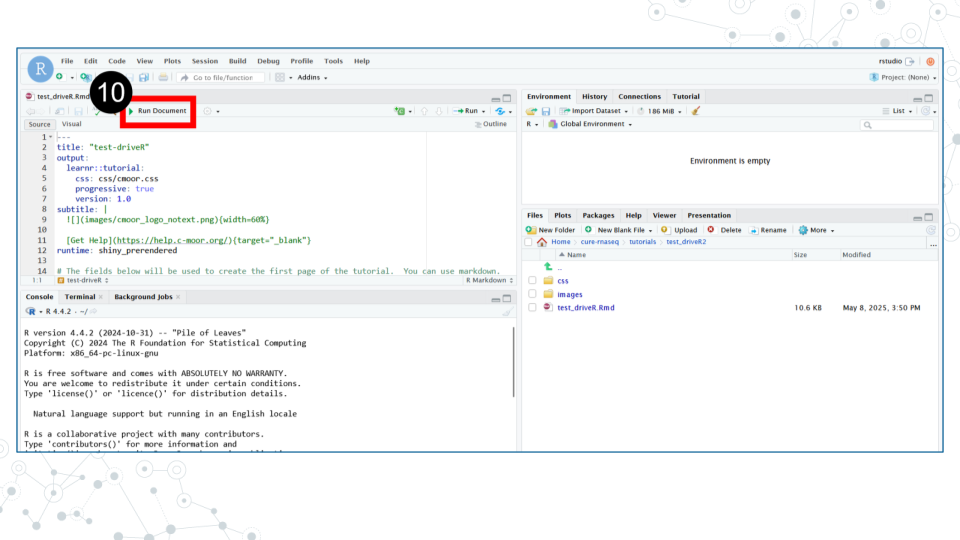 R
File Edit Code View Plots Session Build Debug Profile Tools Help
rstudio
Go to file/function
Addins
Project: (None)
10
test_driveR.Rmd
Run Document
Run
Source Visual
Outline
1 ---
2 title: "test-driveR"
3 output:
4 learnr::tutorial:
5 css: css/cmoor.css
6 progressive: true
7 version: 1.0
8 subtitle: |
9 ![](images/cmoor_logo_notext.png){width=60%}
10
11 [Get Help](https://help.c-moor.org/){target="_blank"}
12 runtime: shiny_prerendered
13
14 # The fields below will be used to create the first page of the tutorial. You can use markdown.
1:1 test-driveR R Markdown
Console Terminal Background Jobs
R 4.4.2 · ~/
R version 4.4.2 (2024-10-31) -- "Pile of Leaves"
Copyright (C) 2024 The R Foundation for Statistical Computing
Platform: x86_64-pc-linux-gnu
R is free software and comes with ABSOLUTELY NO WARRANTY.
You are welcome to redistribute it under certain conditions.
Type 'license()' or 'licence()' for distribution details.
Natural language support but running in an English locale
R is a collaborative project with many contributors.
Type 'contributors()' for more information and
Environment History Connections Tutorial
Import Dataset 186 MiB List
R Global Environment
Environment is empty
Files Plots Packages Help Viewer Presentation
New Folder New Blank File Upload Delete Rename More
Home cure-rnaseq tutorials test_driveR2
...
Name Size Modified
..
css
images
test_driveR.Rmd 10.6 KB May 8, 2025, 3:50 PM